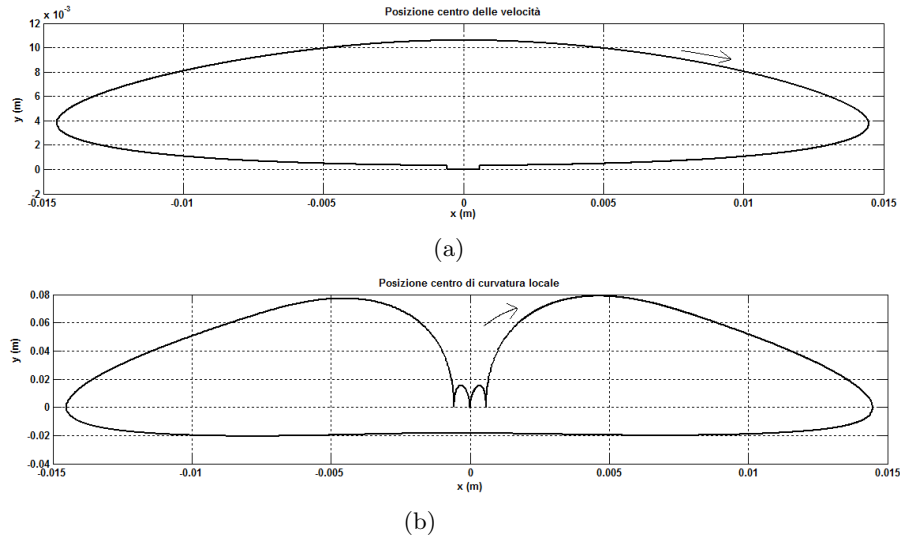 Posizione centro delle velocità
x 10⁻³
12
10
8
6
4
2
0
-2
y (m)
-0.015 -0.01 -0.005 0 0.005 0.01 0.015
x (m)
(a)
Posizione centro di curvatura locale
0.08
0.06
0.04
0.02
0
-0.02
-0.04
y (m)
-0.015 -0.01 -0.005 0 0.005 0.01 0.015
x (m)
(b)